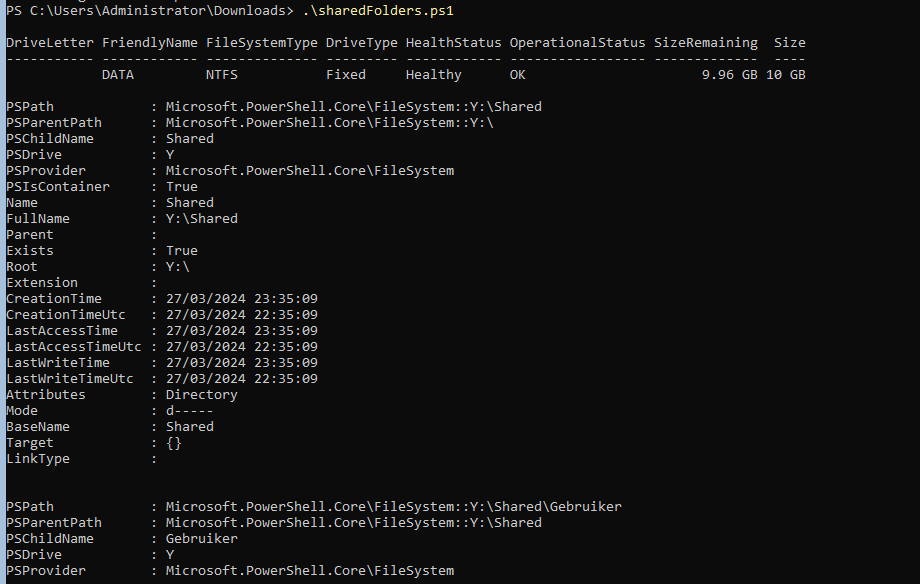 PS C:\Users\Administrator\Downloads> .\sharedFolders.ps1
DriveLetter FriendlyName FileSystemType DriveType HealthStatus OperationalStatus SizeRemaining  Size
----------- ------------ -------------- --------- ------------ ----------------- -------------  ----
            DATA         NTFS           Fixed     Healthy      OK                      9.96 GB 10 GB
PSPath            : Microsoft.PowerShell.Core\FileSystem::Y:\Shared
PSParentPath      : Microsoft.PowerShell.Core\FileSystem::Y:\
PSChildName       : Shared
PSDrive           : Y
PSProvider        : Microsoft.PowerShell.Core\FileSystem
PSIsContainer     : True
Name              : Shared
FullName          : Y:\Shared
Parent            :
Exists            : True
Root              : Y:\
Extension         :
CreationTime      : 27/03/2024 23:35:09
CreationTimeUtc   : 27/03/2024 22:35:09
LastAccessTime    : 27/03/2024 23:35:09
LastAccessTimeUtc : 27/03/2024 22:35:09
LastWriteTime     : 27/03/2024 23:35:09
LastWriteTimeUtc  : 27/03/2024 22:35:09
Attributes        : Directory
Mode              : d-----
BaseName          : Shared
Target            : {}
LinkType          :
PSPath            : Microsoft.PowerShell.Core\FileSystem::Y:\Shared\Gebruiker
PSParentPath      : Microsoft.PowerShell.Core\FileSystem::Y:\Shared
PSChildName       : Gebruiker
PSDrive           : Y
PSProvider        : Microsoft.PowerShell.Core\FileSystem